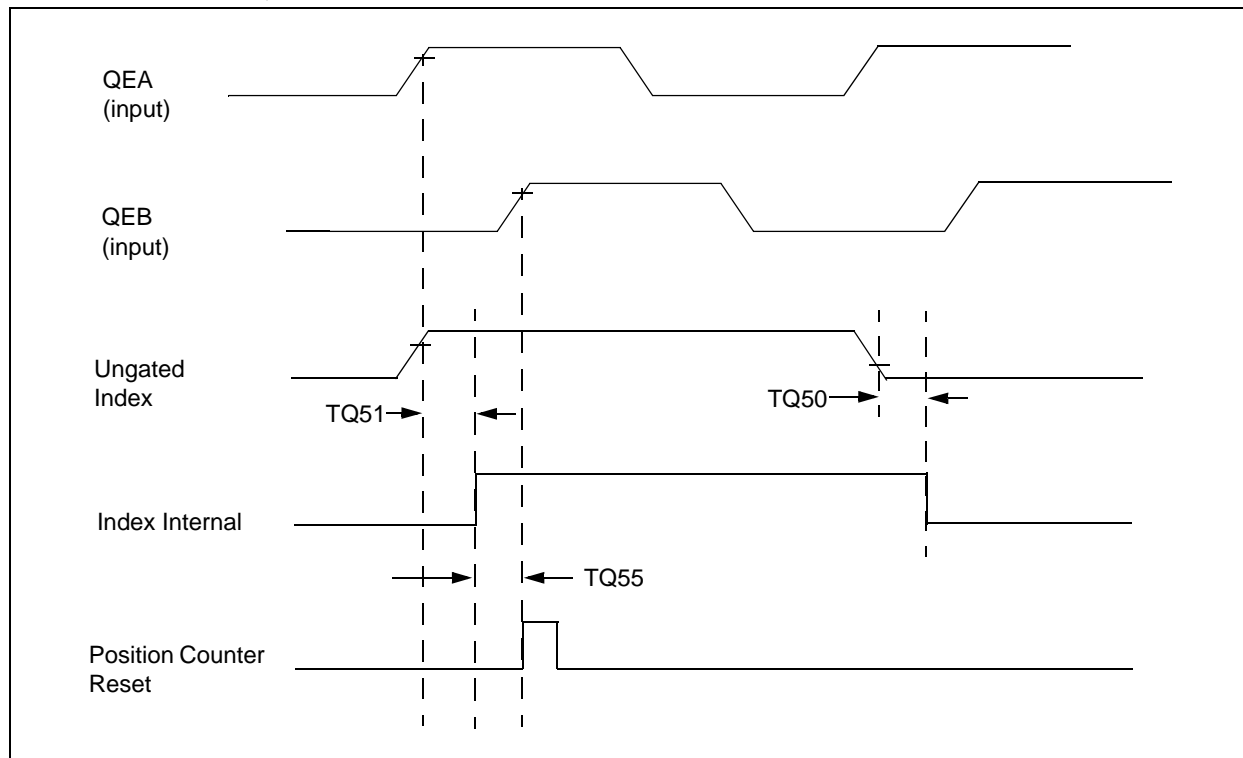 QEA
(input)
QEB
(input)
Ungated
Index
TQ51
TQ50
Index Internal
TQ55
Position Counter
Reset